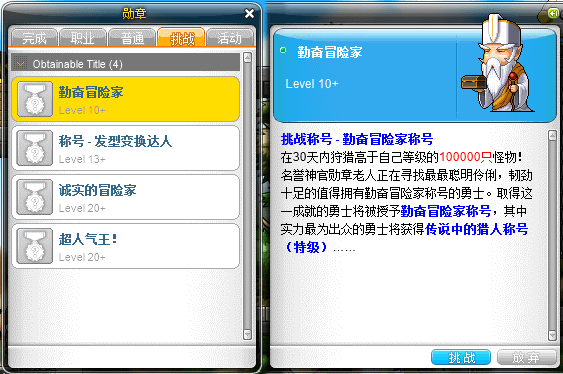 勋章
完成 职业 普通 挑战 活动
Obtainable Title (4)
勤奋冒险家
Level 10+
称号 - 发型变换达人
Level 13+
诚实的冒险家
Level 20+
超人气王!
Level 20+
勤奋冒险家
Level 10+
挑战称号 - 勤奋冒险家称号
在30天内狩猎高于自己等级的100000只怪物!
名誉神官勋章老人正在寻找最最聪明伶俐，韧劲
十足的值得拥有勤奋冒险家称号的勇士。取得这
一成就的勇士将被授予勤奋冒险家称号，其中
实力最为出众的勇士将获得传说中的猎人称号
（特级）……
挑 战
放 弃